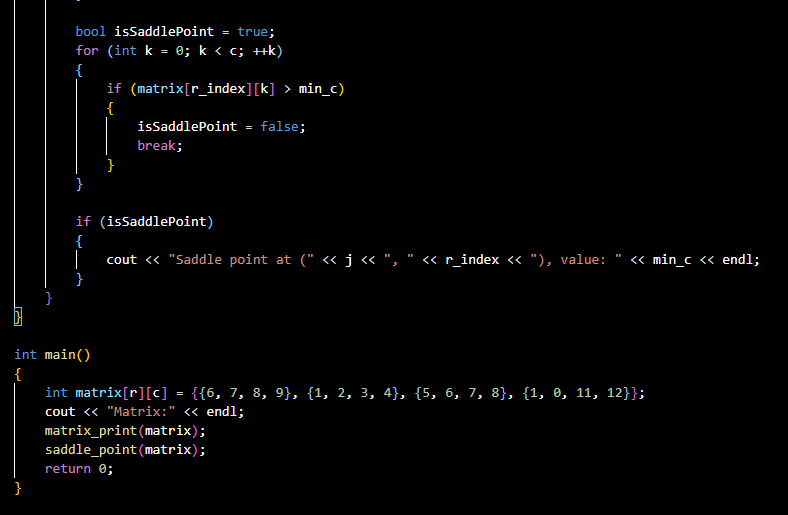 bool isSaddlePoint = true;
for (int k = 0; k < c; ++k)
{
if (matrix[r_index][k] > min_c)
{
isSaddlePoint = false;
break;
}
}
if (isSaddlePoint)
{
cout << "Saddle point at (" << j << ", " << r_index << "), value: " << min_c << endl;
}
}
}
int main()
{
int matrix[r][c] = {{6, 7, 8, 9}, {1, 2, 3, 4}, {5, 6, 7, 8}, {1, 0, 11, 12}};
cout << "Matrix:" << endl;
matrix_print(matrix);
saddle_point(matrix);
return 0;
}